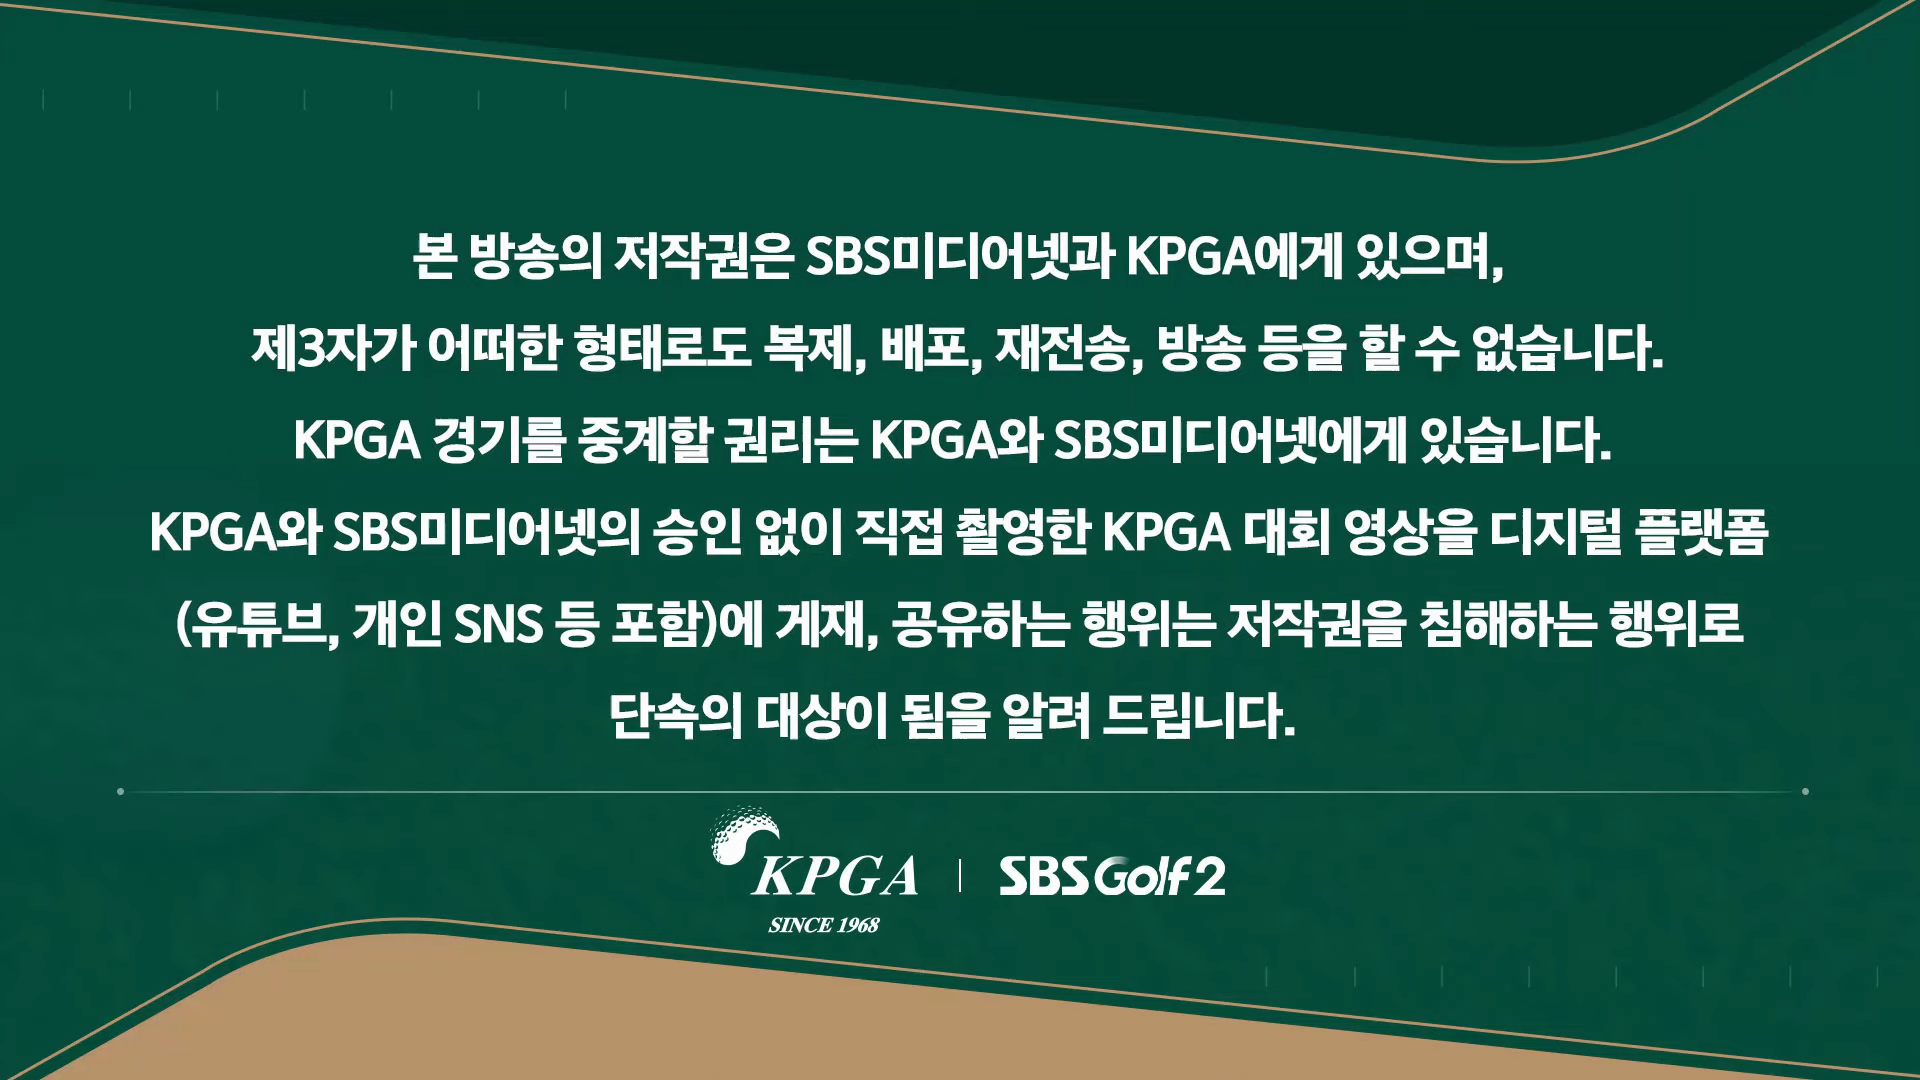 본 방송의 저작권은 SBS미디어넷과 KPGA에게 있으며,
제3자가 어떠한 형태로도 복제, 배포, 재전송, 방송 등을 할 수 없습니다.
KPGA 경기를 중계할 권리는 KPGA와 SBS미디어넷에게 있습니다.
KPGA와 SBS미디어넷의 승인 없이 직접 촬영한 KPGA 대회 영상을 디지털 플랫폼
(유튜브, 개인 SNS 등 포함)에 게재, 공유하는 행위는 저작권을 침해하는 행위로
단속의 대상이 됨을 알려 드립니다.
KPGA SBS Golf 2
SINCE 1968